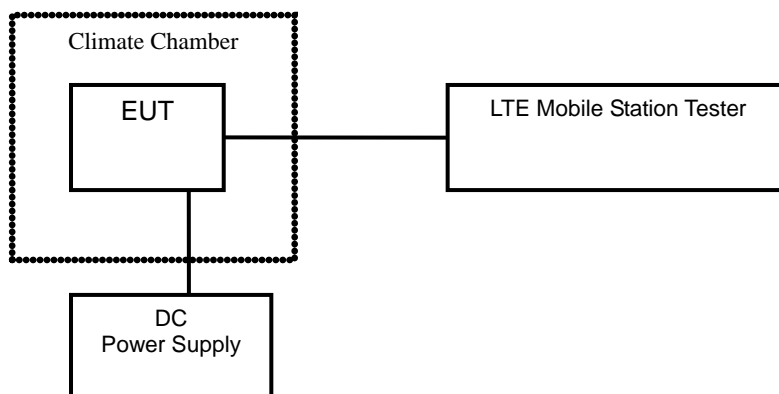 Climate Chamber
EUT
LTE Mobile Station Tester
DC
Power Supply